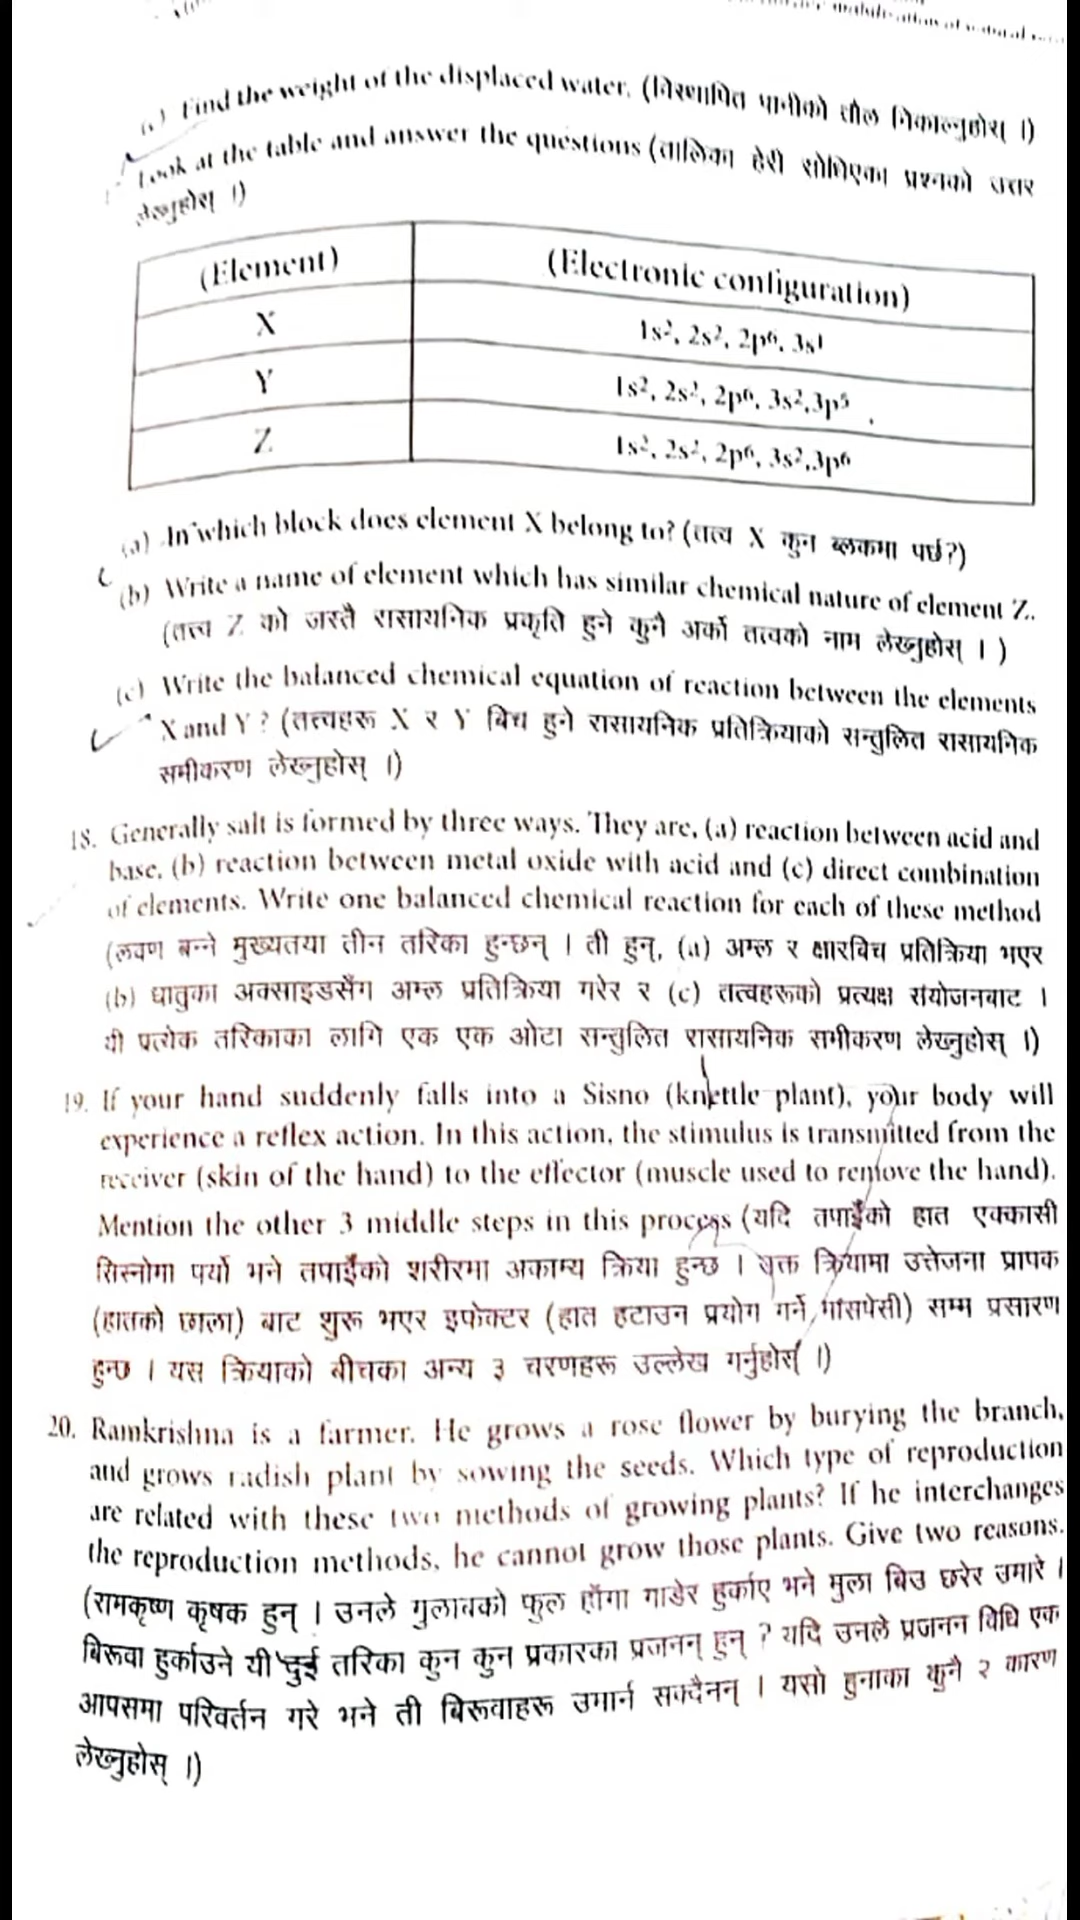 Find the weight of the displaced water. (विस्थापित पानीको तौल निकाल्नुहोस् ।)
Look at the table and answer the questions (तालिका हेरी सोधिएका प्रश्नको उत्तर
लेख्नुहोस् ।)
(Element) (Electronic configuration)
X 1s², 2s², 2p⁶, 3s¹
Y 1s², 2s², 2p⁶, 3s²,3p⁵
Z 1s², 2s², 2p⁶, 3s²,3p⁶
(a) In which block does element X belong to? (तत्व X कुन ब्लकमा पर्छ?)
(b) Write a name of element which has similar chemical nature of element Z.
(तत्त्व Z को जस्तै रासायनिक प्रकृति हुने कुनै अर्को तत्वको नाम लेख्नुहोस् । )
(c) Write the balanced chemical equation of reaction between the elements
X and Y ? (तत्त्वहरू X र Y बिच हुने रासायनिक प्रतिक्रियाको सन्तुलित रासायनिक
समीकरण लेख्नुहोस् ।)
18. Generally salt is formed by three ways. They are, (a) reaction between acid and
base, (b) reaction between metal oxide with acid and (c) direct combination
of elements. Write one balanced chemical reaction for each of these method
(लवण बन्ने मुख्यतया तीन तरिका हुन्छन् । ती हुन्, (a) अम्ल र क्षारबिच प्रतिक्रिया भएर
(b) धातुका अक्साइडसँग अम्ल प्रतिक्रिया गरेर र (c) तत्वहरूको प्रत्यक्ष संयोजनबाट ।
यी प्रत्येक तरिकाका लागि एक एक ओटा सन्तुलित रासायनिक समीकरण लेख्नुहोस् ।)
19. If your hand suddenly falls into a Sisno (knettle plant), your body will
experience a reflex action. In this action, the stimulus is transmitted from the
receiver (skin of the hand) to the effector (muscle used to remove the hand).
Mention the other 3 middle steps in this process (यदि तपाईँको हात एक्कासी
सिस्नोमा पर्यो भने तपाईँको शरीरमा अकाम्य क्रिया हुन्छ । उक्त क्रियामा उत्तेजना प्रापक
(हातको छाला) बाट शुरू भएर इफेक्टर (हात हटाउन प्रयोग गर्ने मांसपेसी) सम्म प्रसारण
हुन्छ । यस क्रियाको बीचका अन्य ३ चरणहरू उल्लेख गर्नुहोस् ।)
20. Ramkrishna is a farmer. He grows a rose flower by burying the branch,
and grows radish plant by sowing the seeds. Which type of reproduction
are related with these two methods of growing plants? If he interchanges
the reproduction methods, he cannot grow those plants. Give two reasons.
(रामकृष्ण कृषक हुन् । उनले गुलाबको फुल हाँगा गाडेर हुर्काए भने मुला बिउ छरेर उमारे ।
बिरूवा हुर्काउने यी दुई तरिका कुन कुन प्रकारका प्रजनन् हुन् ? यदि उनले प्रजनन विधि एक
आपसमा परिवर्तन गरे भने ती बिरूवाहरू उमार्न सक्दैनन् । यसो हुनाका कुनै २ कारण
लेख्नुहोस् ।)